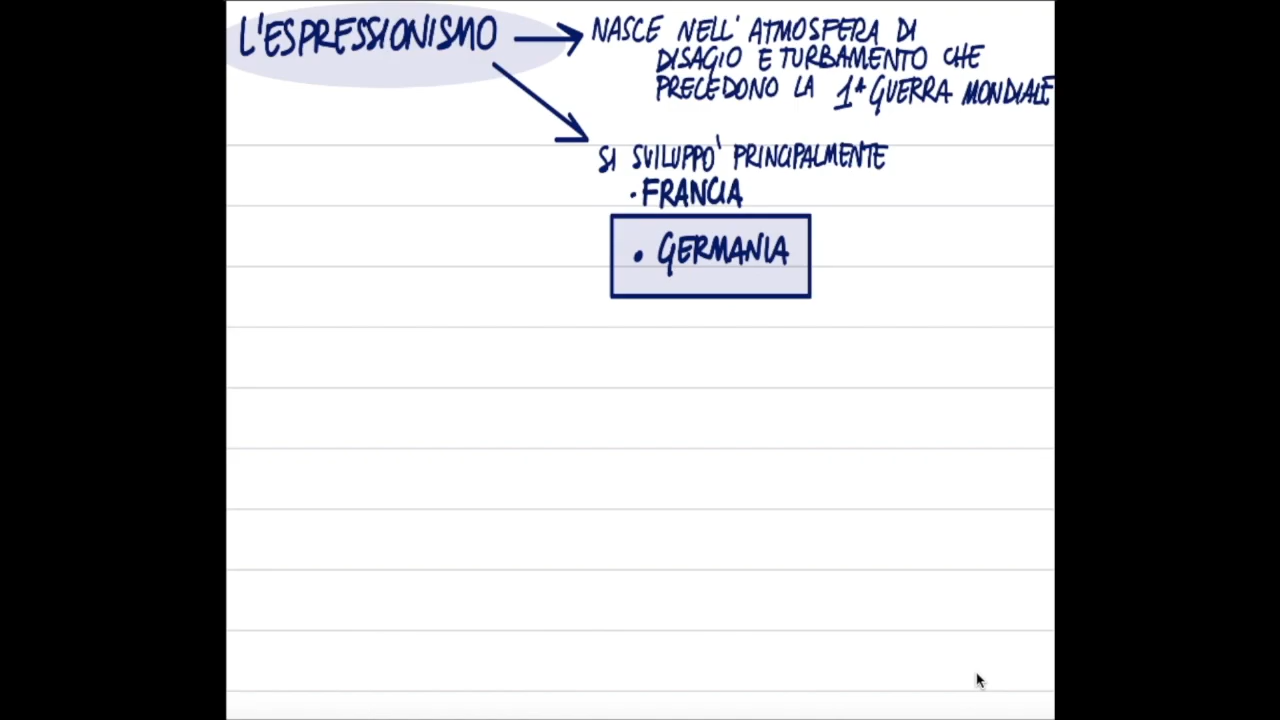 L'ESPRESSIONISMO
NASCE NELL'ATMOSFERA DI
DISAGIO E TURBAMENTO CHE
PRECEDONO LA 1ª GUERRA MONDIALE
SI SVILUPPO' PRINCIPALMENTE
• FRANCIA
• GERMANIA